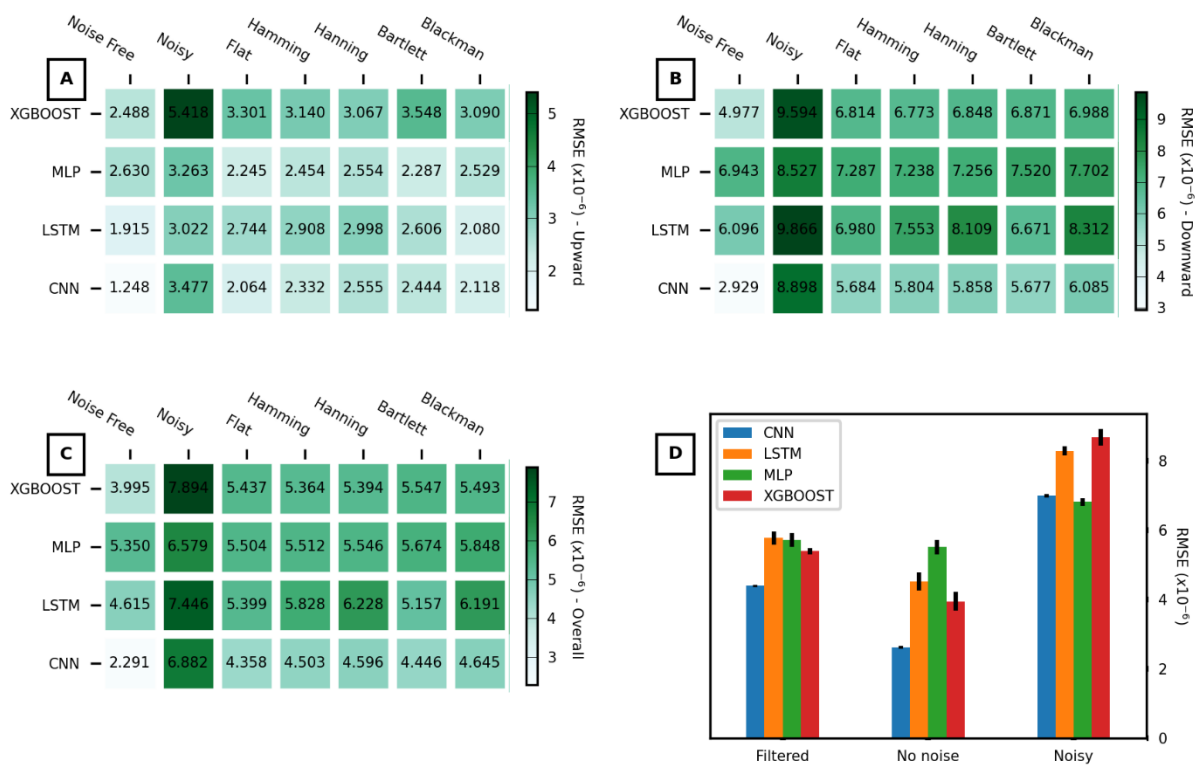 Noise Free Noisy Flat Hamming Hanning Bartlett Blackman
A
XGBOOST 2.488 5.418 3.301 3.140 3.067 3.548 3.090
MLP 2.630 3.263 2.245 2.454 2.554 2.287 2.529
LSTM 1.915 3.022 2.744 2.908 2.998 2.606 2.080
CNN 1.248 3.477 2.064 2.332 2.555 2.444 2.118
5
4
3
2
RMSE (x10⁻⁶) - Upward
Noise Free Noisy Flat Hamming Hanning Bartlett Blackman
B
XGBOOST 4.977 9.594 6.814 6.773 6.848 6.871 6.988
MLP 6.943 8.527 7.287 7.238 7.256 7.520 7.702
LSTM 6.096 9.866 6.980 7.553 8.109 6.671 8.312
CNN 2.929 8.898 5.684 5.804 5.858 5.677 6.085
9
8
7
6
5
4
3
RMSE (x10⁻⁶) - Downward
Noise Free Noisy Flat Hamming Hanning Bartlett Blackman
C
XGBOOST 3.995 7.894 5.437 5.364 5.394 5.547 5.493
MLP 5.350 6.579 5.504 5.512 5.546 5.674 5.848
LSTM 4.615 7.446 5.399 5.828 6.228 5.157 6.191
CNN 2.291 6.882 4.358 4.503 4.596 4.446 4.645
7
6
5
4
3
RMSE (x10⁻⁶) - Overall
D
CNN
LSTM
MLP
XGBOOST
8
6
4
2
0
RMSE (x10⁻⁶)
Filtered No noise Noisy